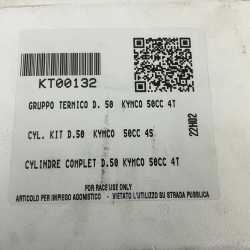 KT00132
GRUPPO TERMICO D. 50 KYMCO 50CC 4T
CYL. KIT D.50 KYMCO 50CC 4S
22H02
CYLINDRE COMPLET D.50 KYMCO 50CC 4T
FOR RACE USE ONLY
ARTICOLO PER IMPIEGO AGONISTICO - VIETATO L'UTILIZZO SU STRADA PUBBLICA